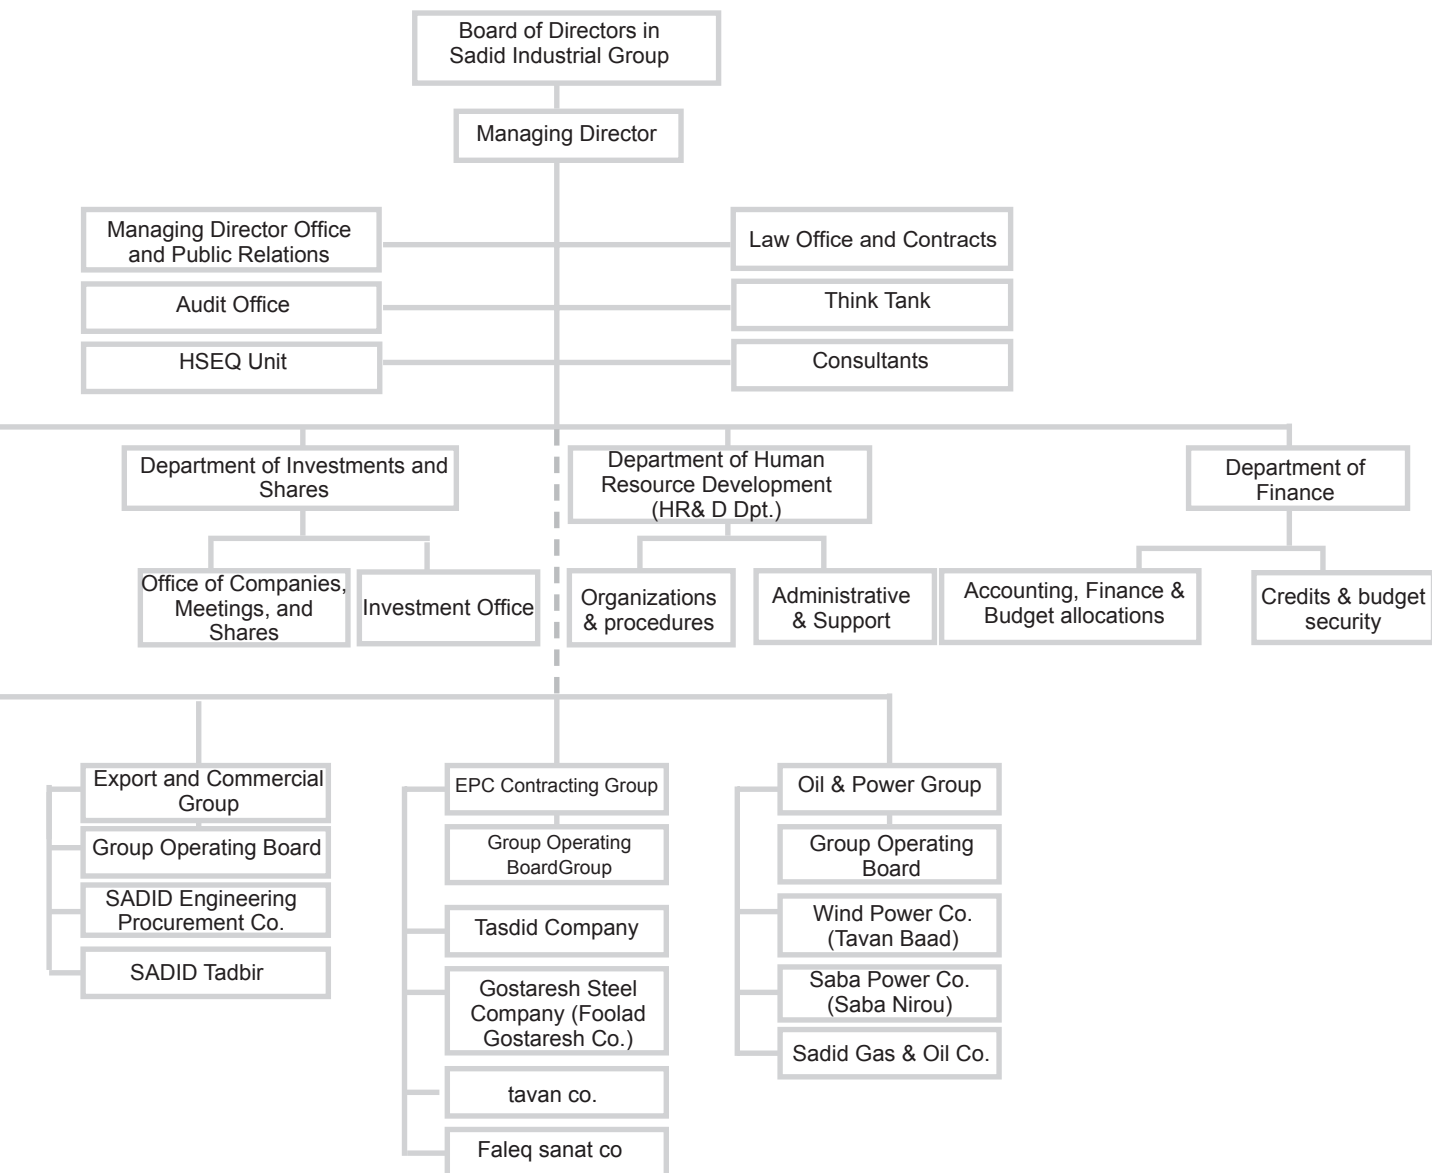 Board of Directors in
Sadid Industrial Group
Managing Director
Managing Director Office
and Public Relations
Law Office and Contracts
Audit Office
Think Tank
HSEQ Unit
Consultants
Department of Investments and
Shares
Department of Human
Resource Development
(HR& D Dpt.)
Department of
Finance
Office of Companies,
Meetings, and
Shares
Investment Office
Organizations
& procedures
Administrative
& Support
Accounting, Finance &
Budget allocations
Credits & budget
security
Export and Commercial
Group
Group Operating Board
SADID Engineering
Procurement Co.
SADID Tadbir
EPC Contracting Group
Group Operating
BoardGroup
Tasdid Company
Gostaresh Steel
Company (Foolad
Gostaresh Co.)
tavan co.
Faleq sanat co
Oil & Power Group
Group Operating
Board
Wind Power Co.
(Tavan Baad)
Saba Power Co.
(Saba Nirou)
Sadid Gas & Oil Co.